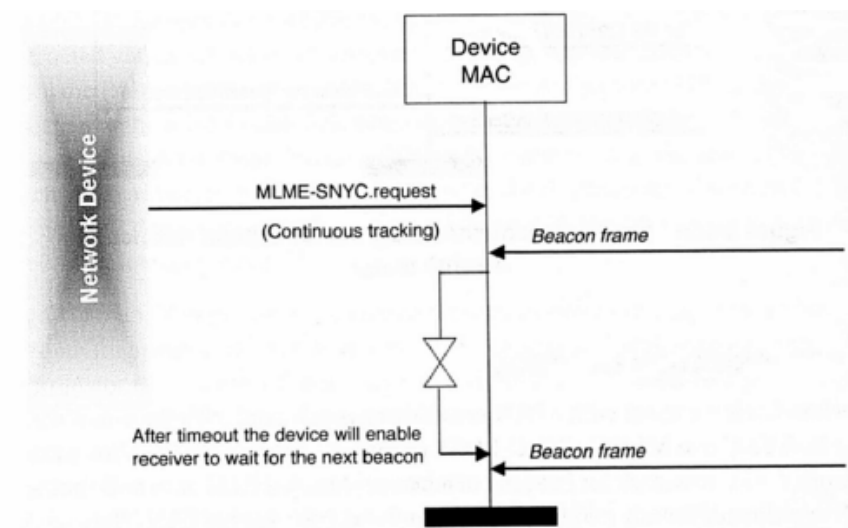 Device
MAC
Network Device
MLME-SNYC.request
(Continuous tracking)
Beacon frame
After timeout the device will enable
receiver to wait for the next beacon
Beacon frame